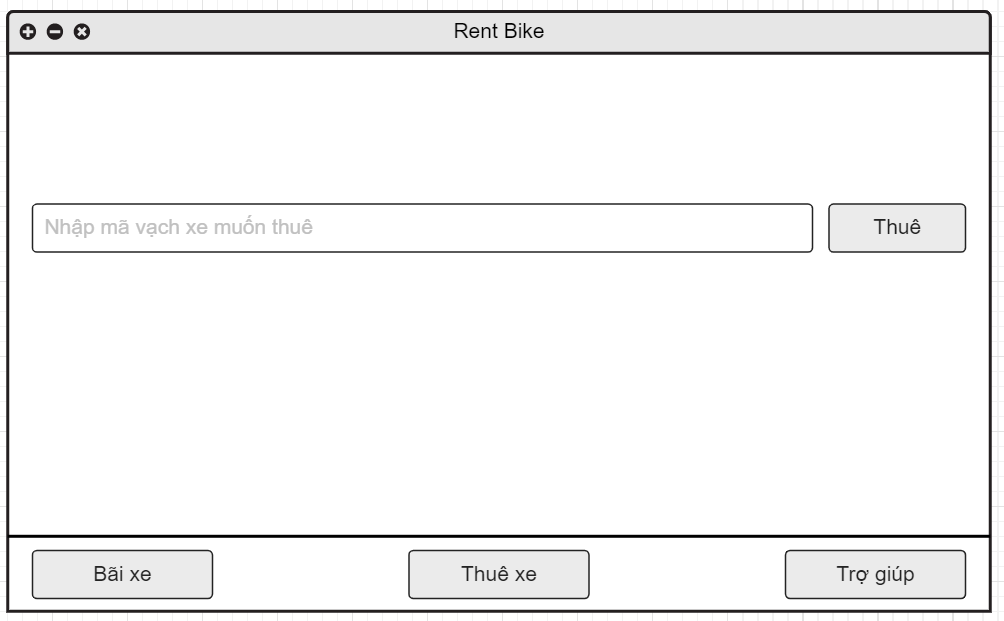 Rent Bike
Nhập mã vạch xe muốn thuê
Thuê
Bãi xe
Thuê xe
Trợ giúp